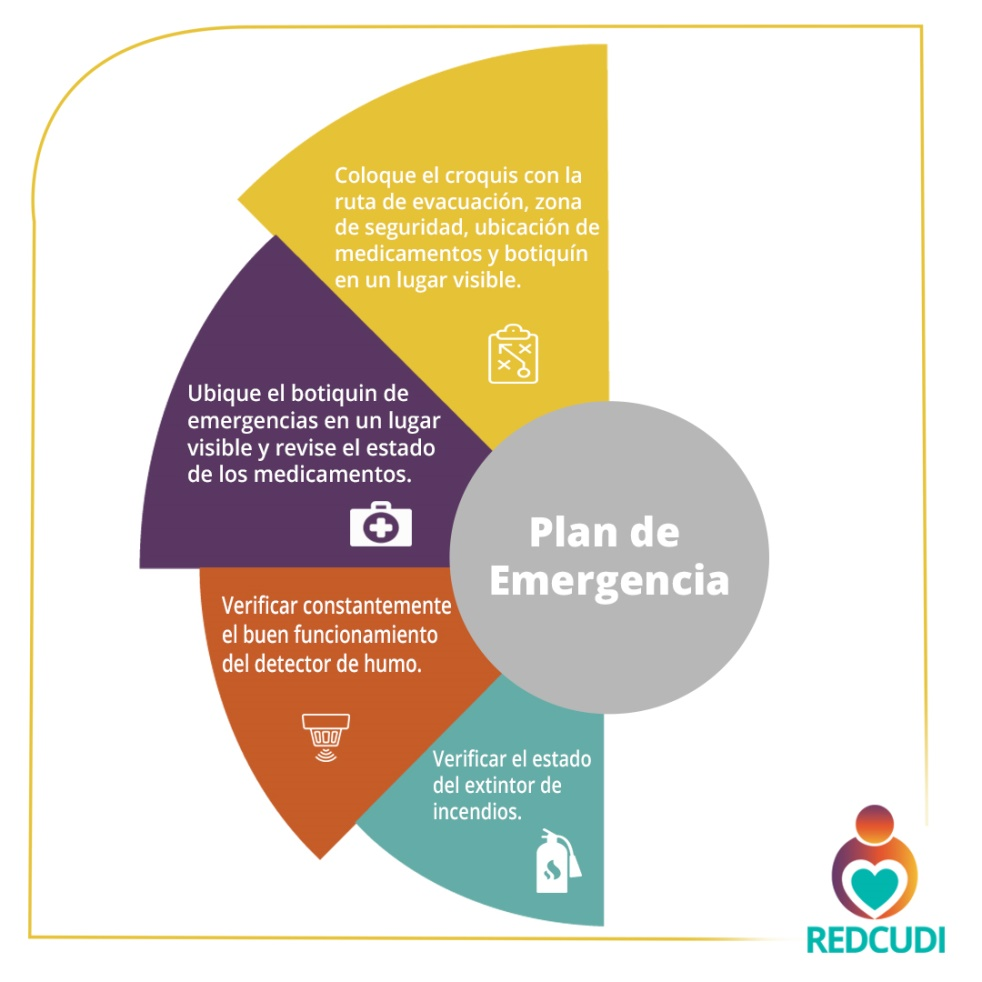 Coloque el croquis con la
ruta de evacuación, zona
de seguridad, ubicación de
medicamentos y botiquín
en un lugar visible.
Ubique el botiquin de
emergencias en un lugar
visible y revise el estado
de los medicamentos.
Plan de
Emergencia
Verificar constantemente
el buen funcionamiento
del detector de humo.
Verificar el estado
del extintor de
incendios.
REDCUDI